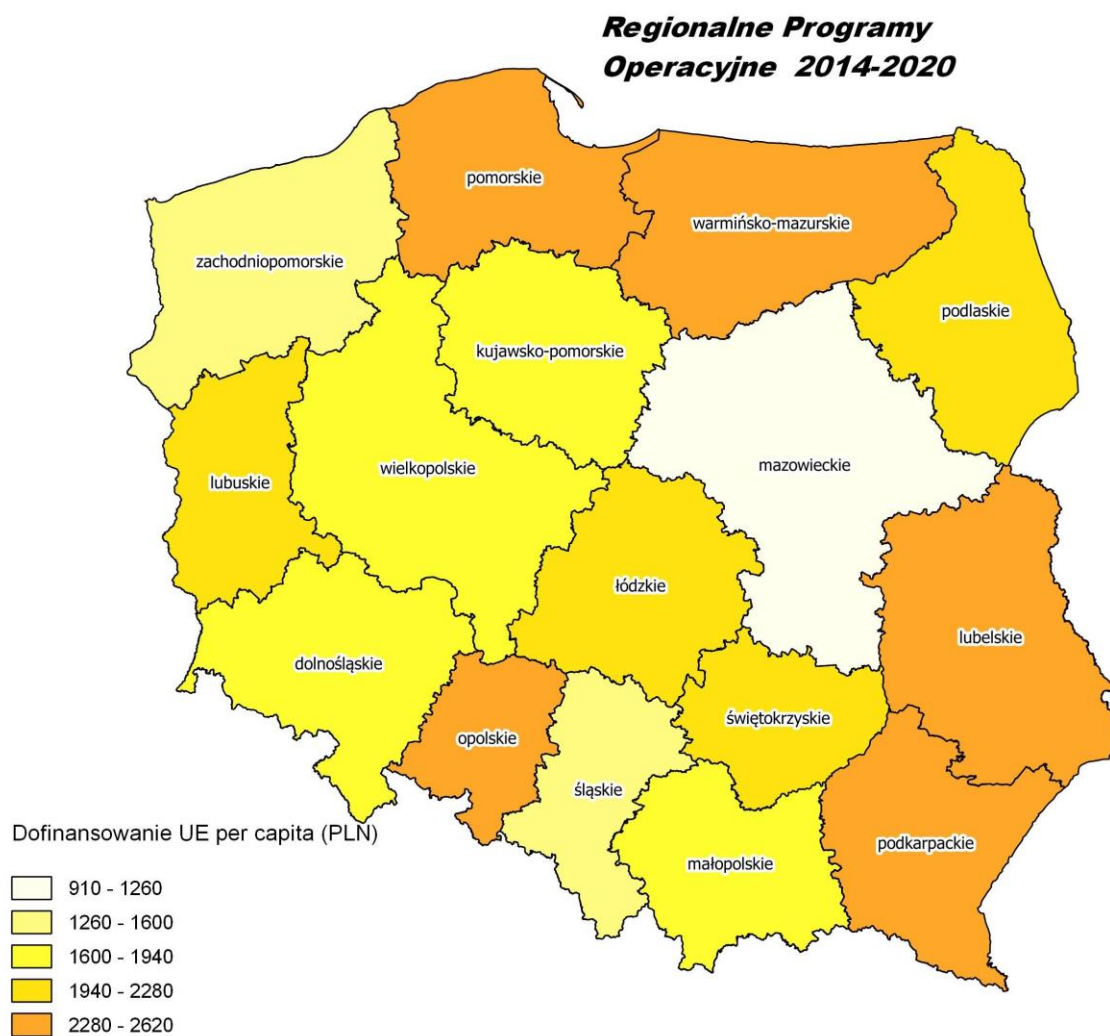 Regionalne Programy
Operacyjne 2014-2020
pomorskie
warmińsko-mazurskie
zachodniopomorskie
podlaskie
kujawsko-pomorskie
mazowieckie
wielkopolskie
lubuskie
łódzkie
lubelskie
dolnośląskie
świętokrzyskie
opolskie
śląskie
podkarpackie
małopolskie
Dofinansowanie UE per capita (PLN)
910 - 1260
1260 - 1600
1600 - 1940
1940 - 2280
2280 - 2620